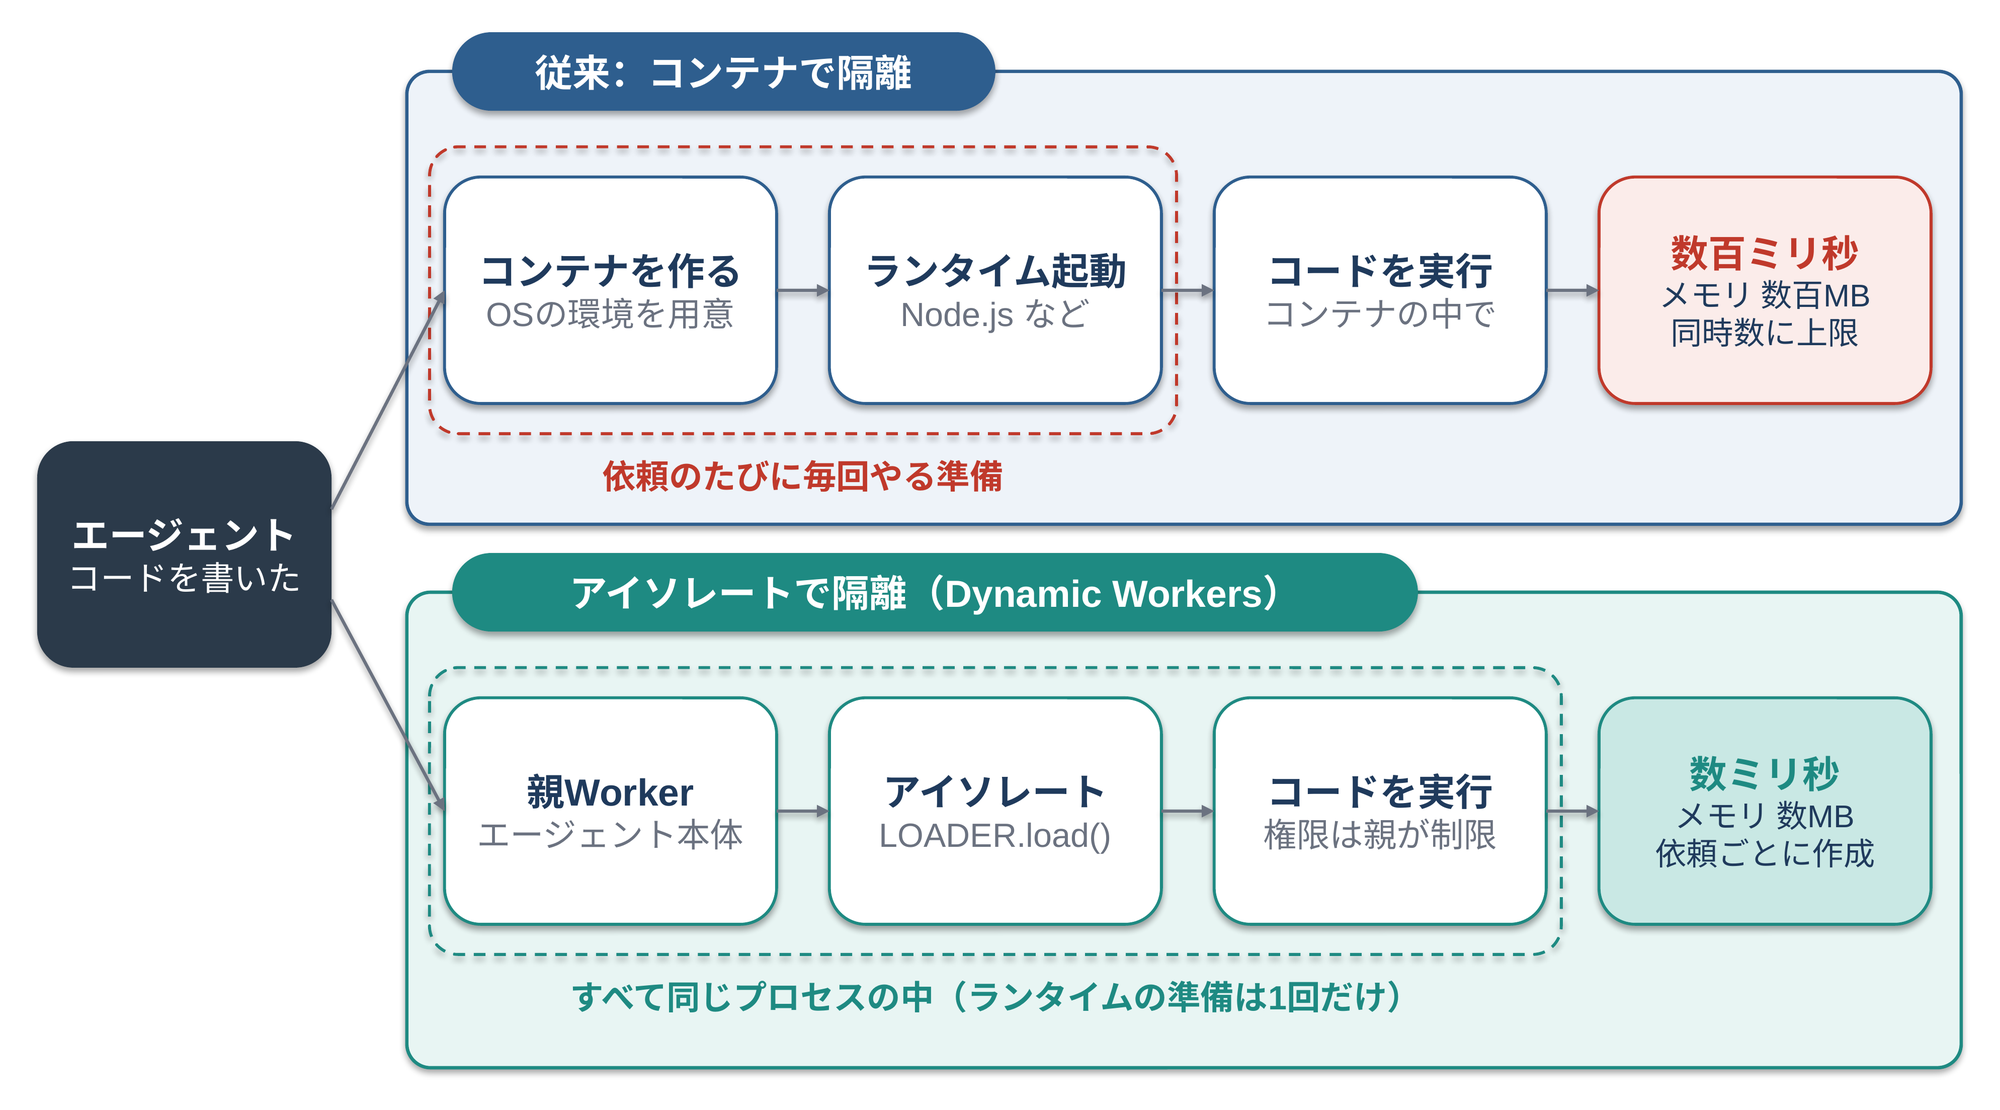 従来：コンテナで隔離
コンテナを作る
OSの環境を用意
ランタイム起動
Node.js など
コードを実行
コンテナの中で
数百ミリ秒
メモリ 数百MB
同時数に上限
依頼のたびに毎回やる準備
エージェント
コードを書いた
アイソレートで隔離（Dynamic Workers）
親Worker
エージェント本体
アイソレート
LOADER.load()
コードを実行
権限は親が制限
数ミリ秒
メモリ 数MB
依頼ごとに作成
すべて同じプロセスの中（ランタイムの準備は1回だけ）